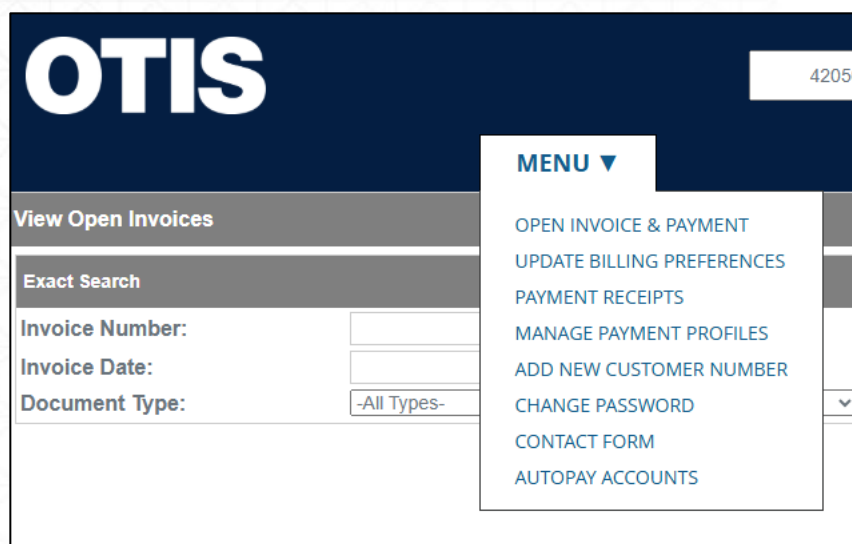 OTIS
4205
MENU ▼
View Open Invoices
OPEN INVOICE & PAYMENT
UPDATE BILLING PREFERENCES
Exact Search
PAYMENT RECEIPTS
Invoice Number:
MANAGE PAYMENT PROFILES
Invoice Date:
ADD NEW CUSTOMER NUMBER
Document Type:
-All Types-
CHANGE PASSWORD
CONTACT FORM
AUTOPAY ACCOUNTS